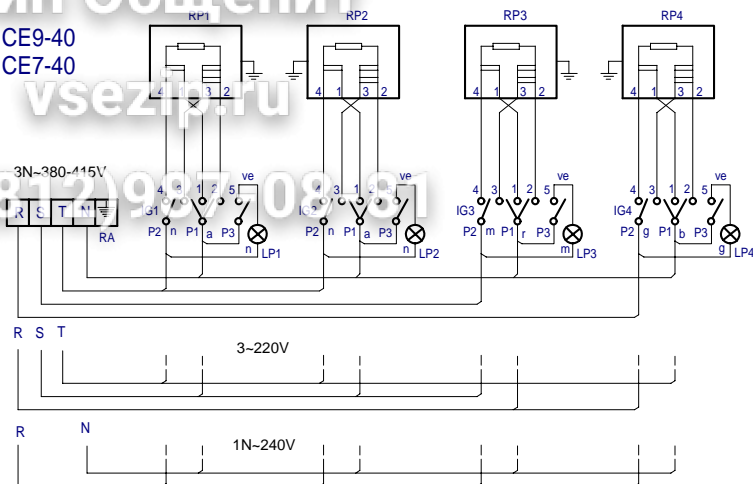 ип Общепит
RP1 RP2 RP3 RP4
CE9-40
CE7-40
vsezip.ru
4 1 3 2 4 1 3 2 4 1 3 2 4 1 3 2
3N~380-415V
812) 987-08-81
ve ve ve ve
4 3 1 2 5 4 3 1 2 5 4 3 1 2 5 4 3 1 2 5
R S T N
IG1 IG2 IG3 IG4
P2 n P1 a P3 P2 n P1 a P3 P2 m P1 r P3 P2 g P1 b P3
RA
n LP1 n LP2 m LP3 g LP4
R S T
3~220V
R N
1N~240V